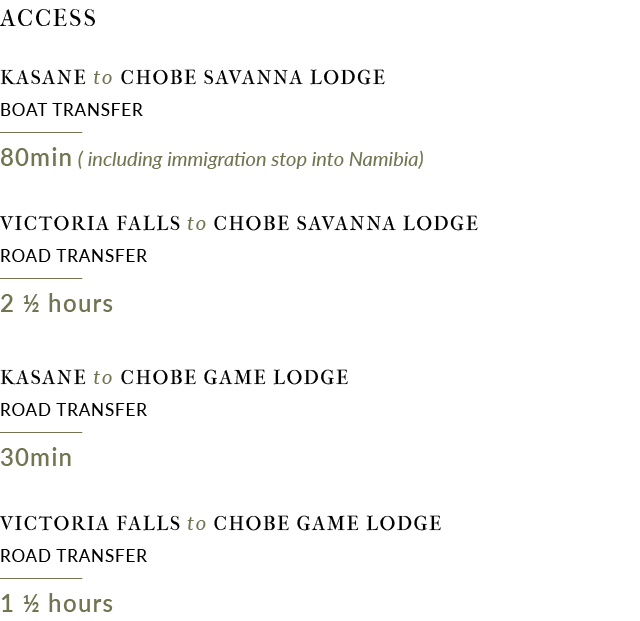 ACCESS
KASANE to CHOBE SAVANNA LODGE
BOAT TRANSFER
80min ( including immigration stop into Namibia)
VICTORIA FALLS to CHOBE SAVANNA LODGE
ROAD TRANSFER
2 ½ hours
KASANE to CHOBE GAME LODGE
ROAD TRANSFER
30min
VICTORIA FALLS to CHOBE GAME LODGE
ROAD TRANSFER
1 ½ hours